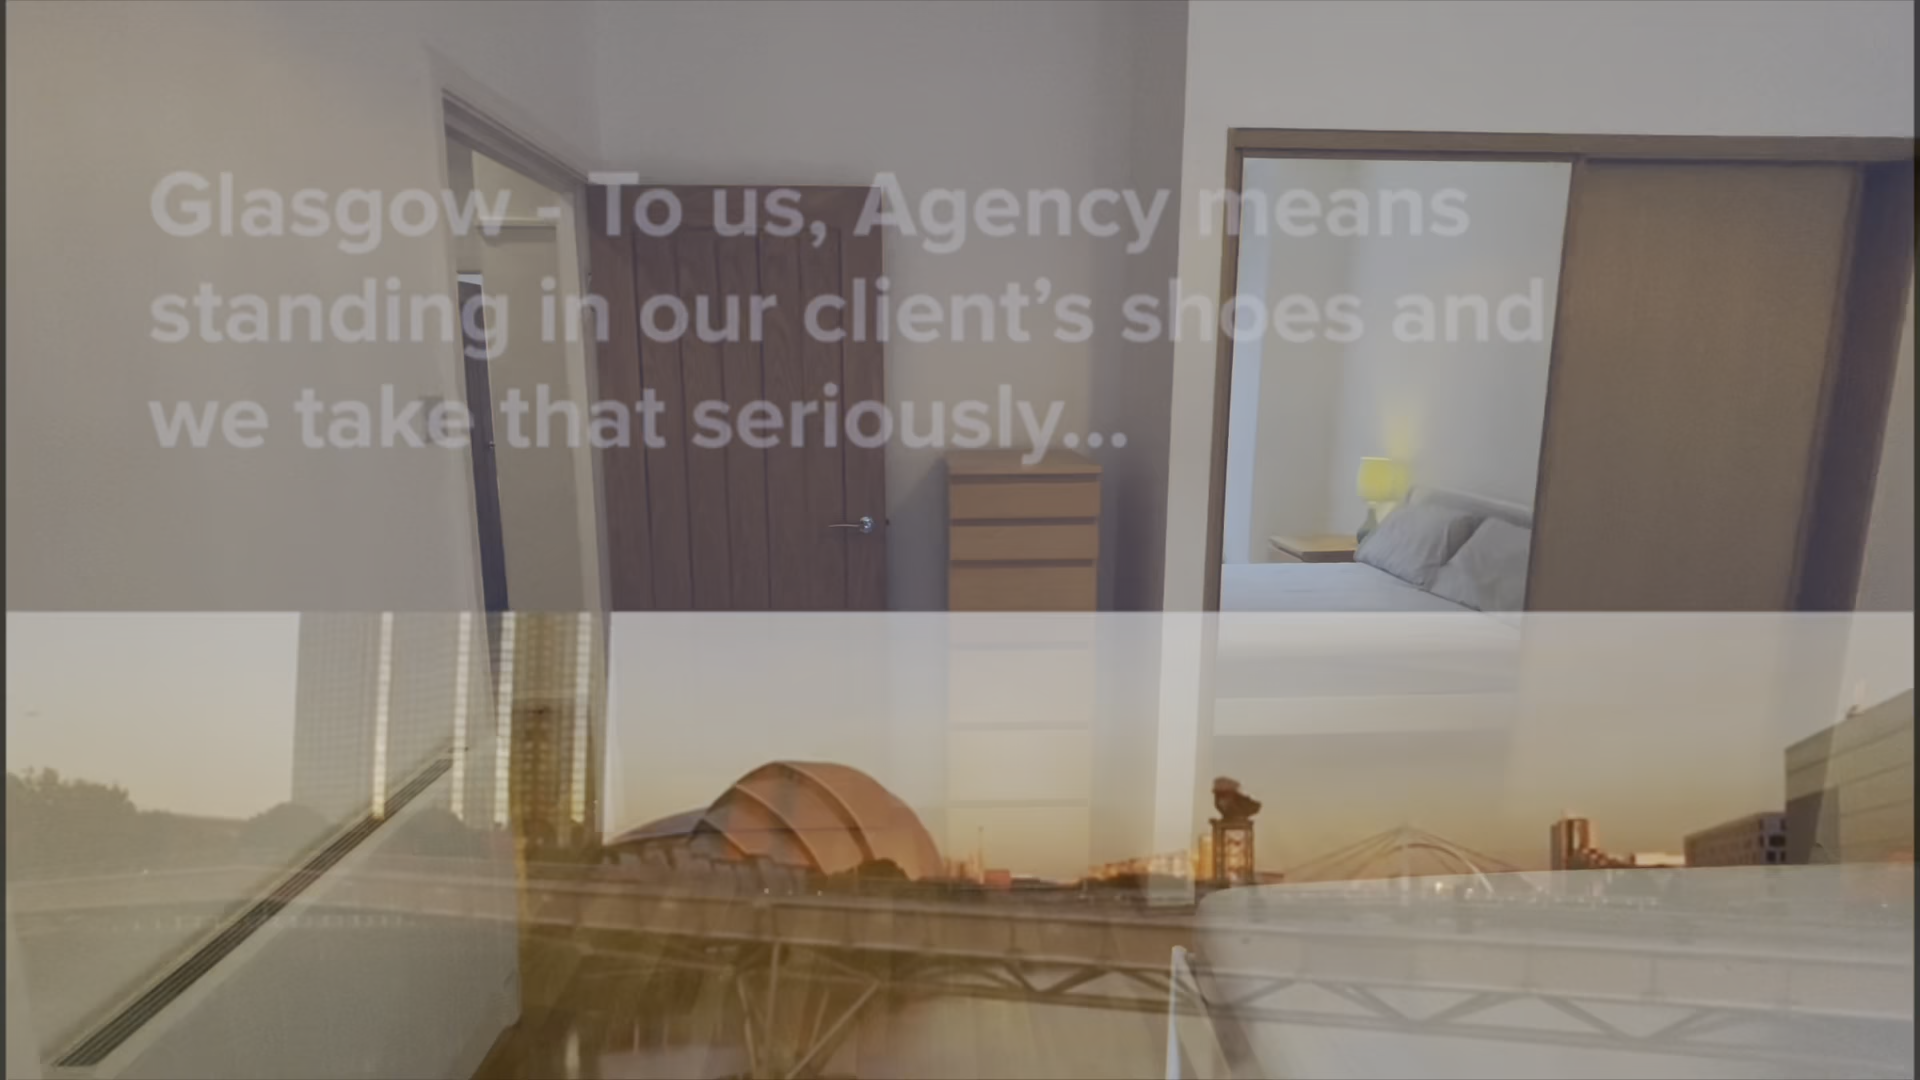 Glasgow - To us, Agency means
standing in our client’s shoes and
we take that seriously...